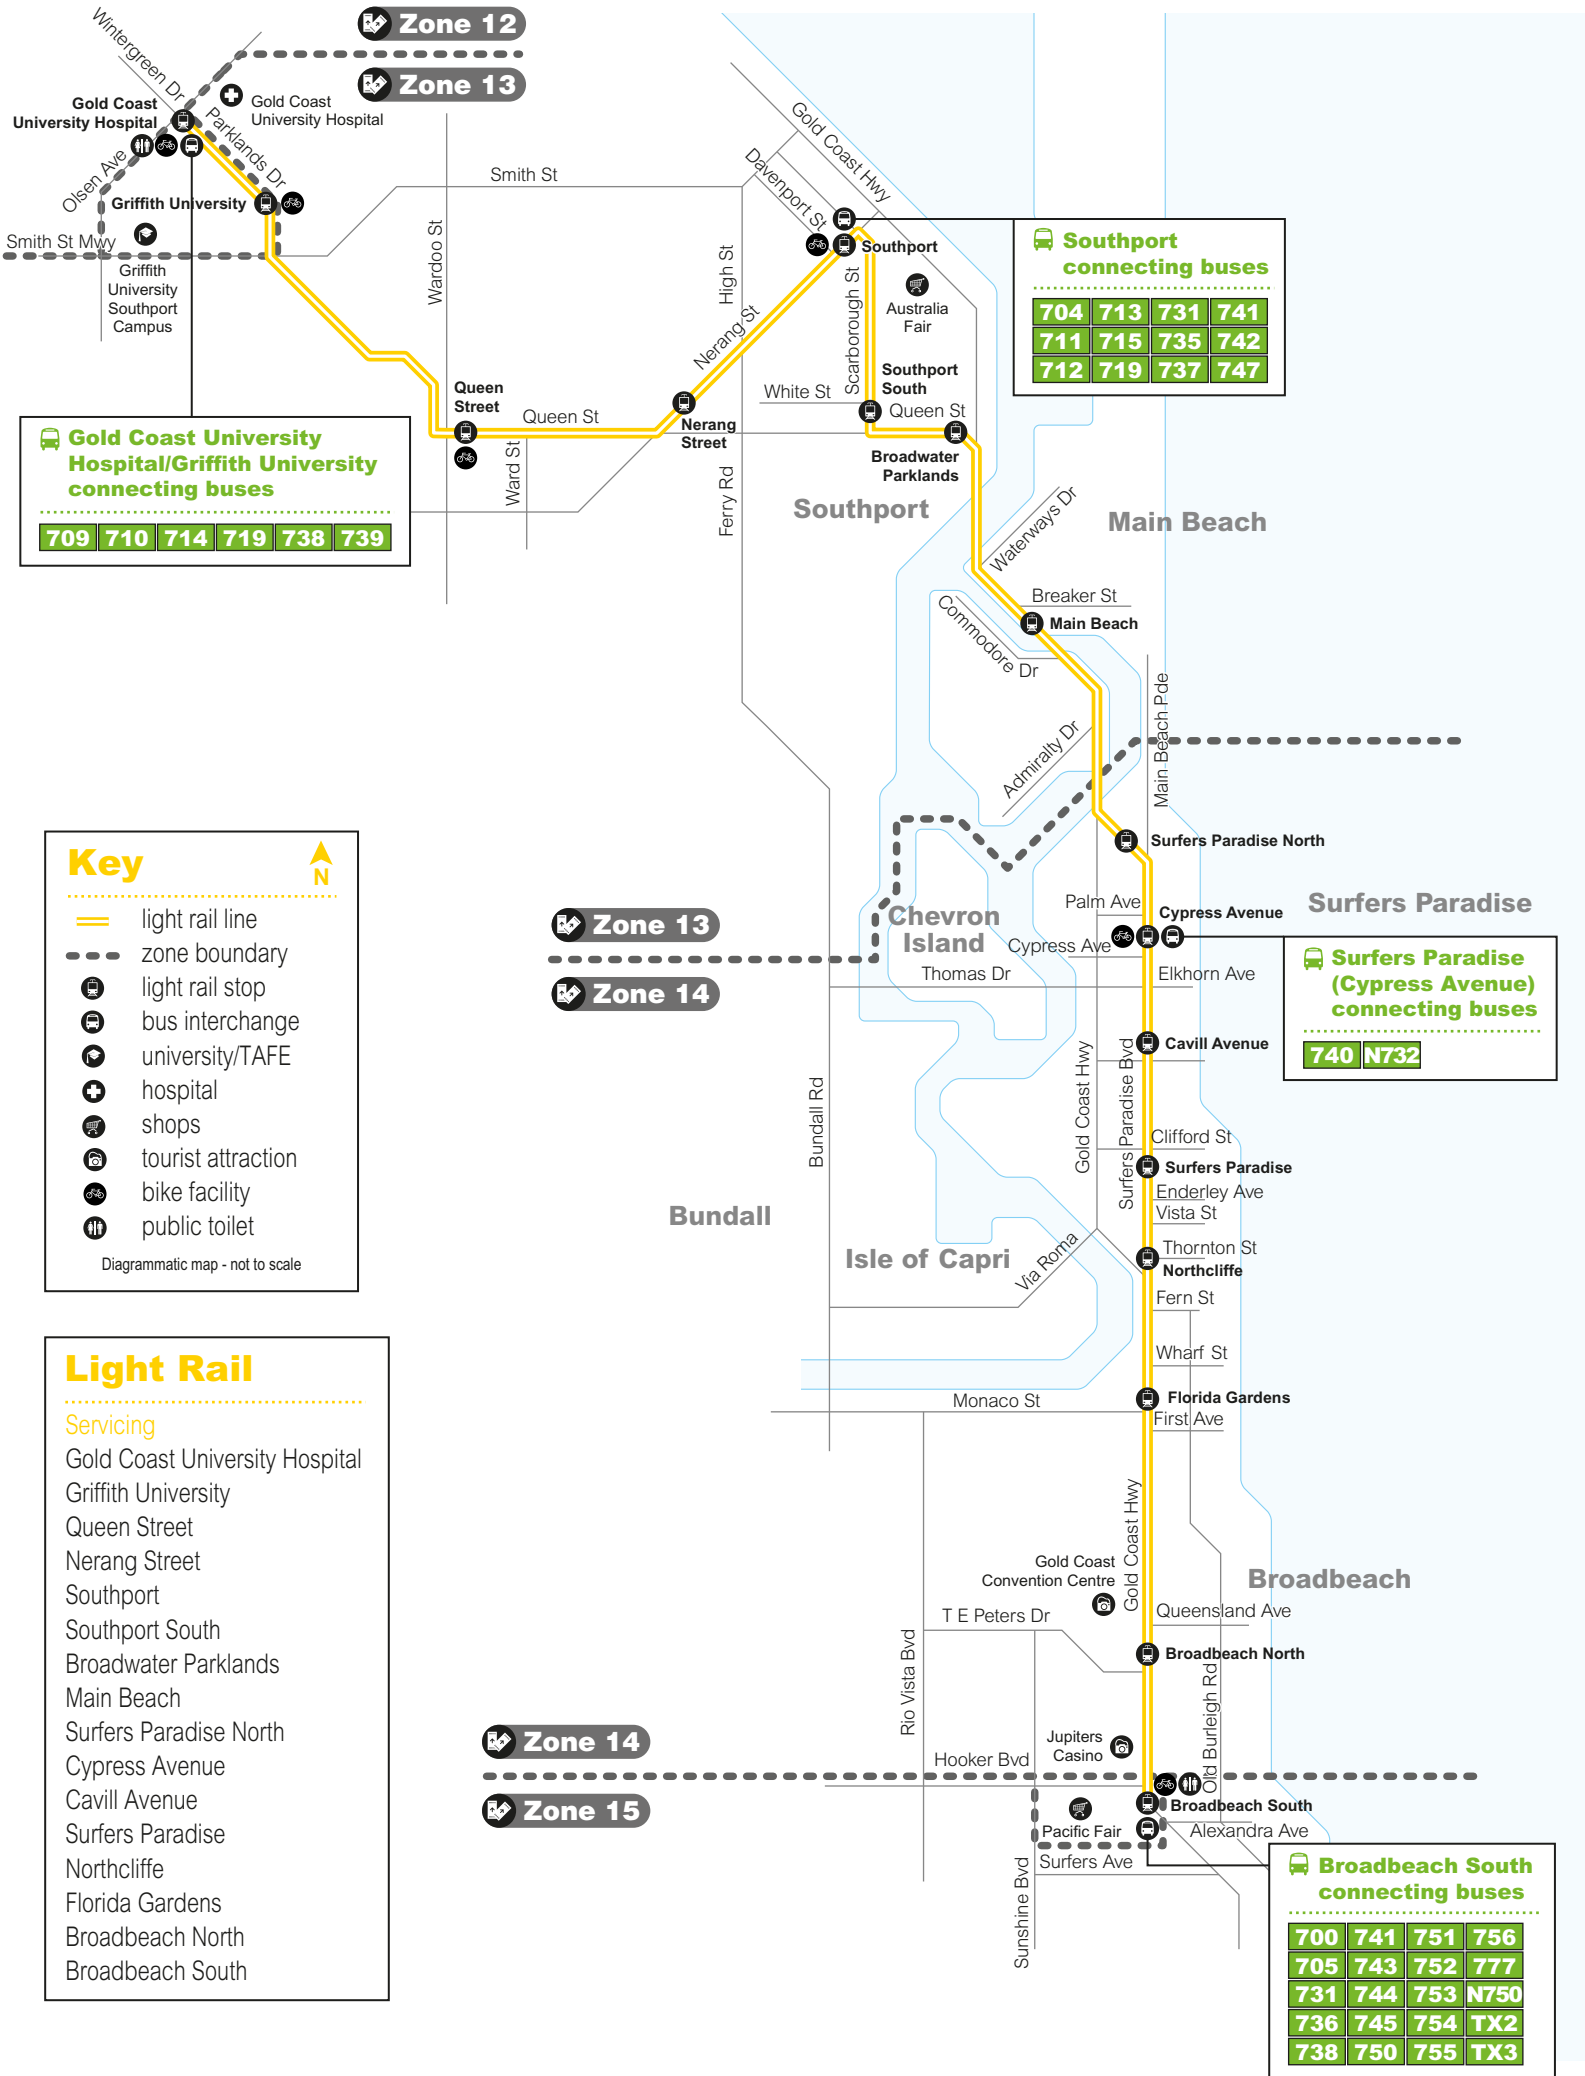 Zone 12
Zone 13
Wintergreen Dr
Gold Coast
University Hospital
Gold Coast
University Hospital
Parklands Dr
Olsen Ave
Griffith University
Smith St Mwy
Griffith
University
Southport
Campus
Smith St
Wardoo St
High St
Davenport St
Gold Coast Hwy
Southport
Nerang St
Scarborough St
Australia
Fair
Southport
connecting buses
704 713 731 741
711 715 735 742
712 719 737 747
Queen
Street
Queen St
Ward St
Nerang
Street
White St
Southport
South
Queen St
Broadwater
Parklands
Ferry Rd
Gold Coast University
Hospital/Griffith University
connecting buses
709 710 714 719 738 739
Southport
Main Beach
Waterways Dr
Breaker St
Main Beach
Commodore Dr
Admiralty Dr
Main Beach Pde
Surfers Paradise North
Key
N
light rail line
zone boundary
light rail stop
bus interchange
university/TAFE
hospital
shops
tourist attraction
bike facility
public toilet
Diagrammatic map - not to scale
Zone 13
Zone 14
Chevron
Island
Palm Ave
Cypress Avenue
Surfers Paradise
Cypress Ave
Thomas Dr
Elkhorn Ave
Surfers Paradise
(Cypress Avenue)
connecting buses
740 N732
Cavill Avenue
Bundall Rd
Gold Coast Hwy
Surfers Paradise Bvd
Clifford St
Surfers Paradise
Enderley Ave
Vista St
Bundall
Isle of Capri
Via Roma
Thornton St
Northcliffe
Fern St
Wharf St
Monaco St
Florida Gardens
First Ave
Light Rail
Servicing
Gold Coast University Hospital
Griffith University
Queen Street
Nerang Street
Southport
Southport South
Broadwater Parklands
Main Beach
Surfers Paradise North
Cypress Avenue
Cavill Avenue
Surfers Paradise
Northcliffe
Florida Gardens
Broadbeach North
Broadbeach South
Gold Coast Hwy
Gold Coast
Convention Centre
Broadbeach
T E Peters Dr
Queensland Ave
Rio Vista Bvd
Broadbeach North
Old Burleigh Rd
Zone 14
Zone 15
Jupiters
Casino
Hooker Bvd
Broadbeach South
Pacific Fair
Alexandra Ave
Surfers Ave
Sunshine Bvd
Broadbeach South
connecting buses
700 741 751 756
705 743 752 777
731 744 753 N750
736 745 754 TX2
738 750 755 TX3